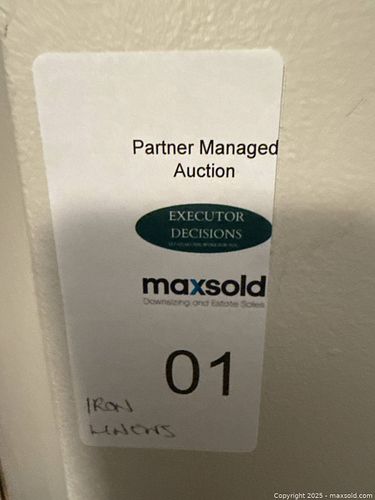 Partner Managed
Auction
EXECUTOR
DECISIONS
maxsold
Downsizing and Estate Sales
01
IRON
Copyright © 2025 - maxsold.com